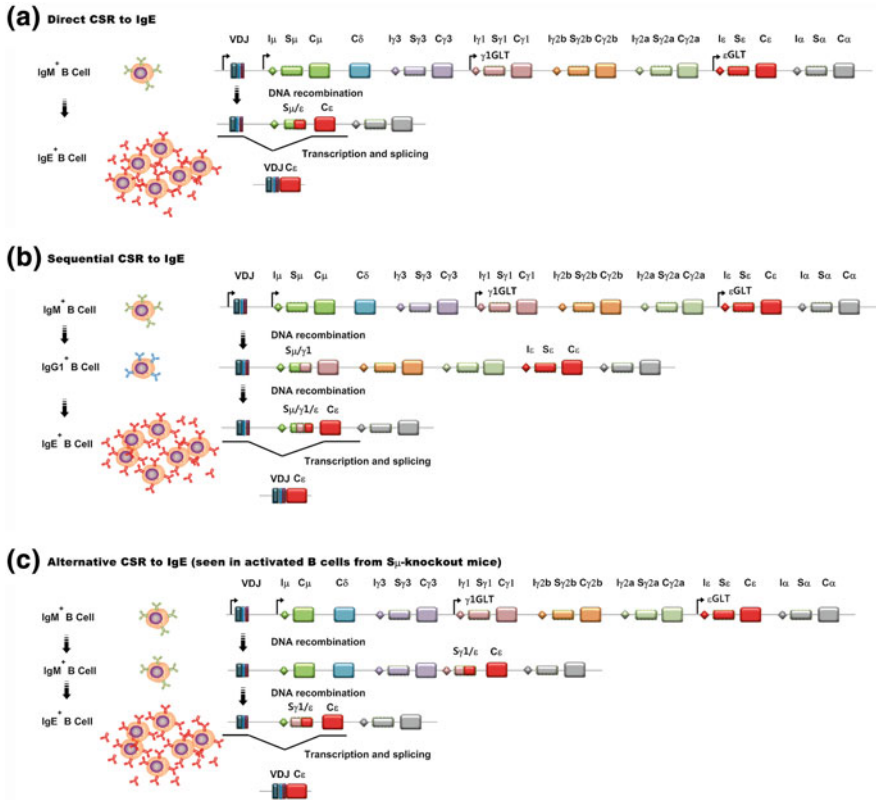 (a) Direct CSR to IgE
VDJ Iμ Sμ Cμ Cδ Iγ3 Sγ3 Cγ3 Iγ1 Sγ1 Cγ1 Iγ2b Sγ2b Cγ2b Iγ2a Sγ2a Cγ2a Iε Sε Cε Iα Sα Cα
γ1GLT εGLT
IgM+ B Cell
DNA recombination
Sμ/ε Cε
IgE+ B Cell
Transcription and splicing
VDJ Cε
(b) Sequential CSR to IgE
VDJ Iμ Sμ Cμ Cδ Iγ3 Sγ3 Cγ3 Iγ1 Sγ1 Cγ1 Iγ2b Sγ2b Cγ2b Iγ2a Sγ2a Cγ2a Iε Sε Cε Iα Sα Cα
γ1GLT εGLT
IgM+ B Cell
DNA recombination
Sμ/γ1 Iε Sε Cε
IgG1+ B Cell
DNA recombination
Sμ/γ1/ε Cε
IgE+ B Cell
Transcription and splicing
VDJ Cε
(c) Alternative CSR to IgE (seen in activated B cells from Sμ-knockout mice)
VDJ Iμ Cμ Cδ Iγ3 Sγ3 Cγ3 Iγ1 Sγ1 Cγ1 Iγ2b Sγ2b Cγ2b Iγ2a Sγ2a Cγ2a Iε Sε Cε Iα Sα Cα
γ1GLT εGLT
IgM+ B Cell
DNA recombination
Sγ1/ε Cε
IgM+ B Cell
DNA recombination
Sγ1/ε Cε
IgE+ B Cell
Transcription and splicing
VDJ Cε